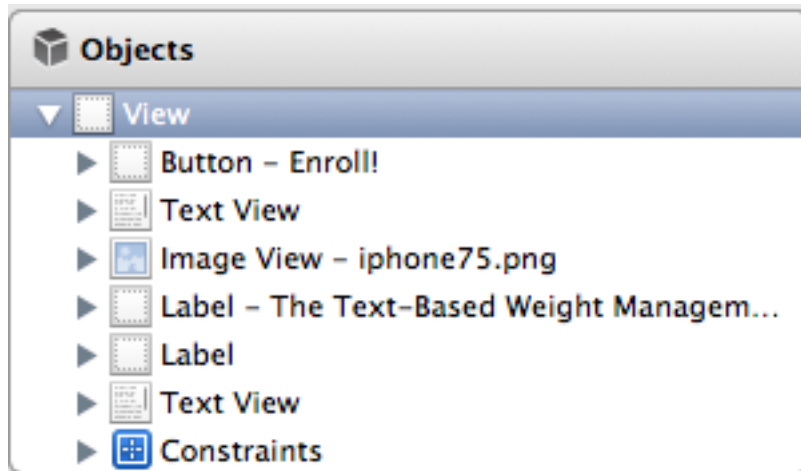 Objects
View
Button – Enroll!
Text View
Image View – iphone75.png
Label – The Text-Based Weight Managem...
Label
Text View
Constraints